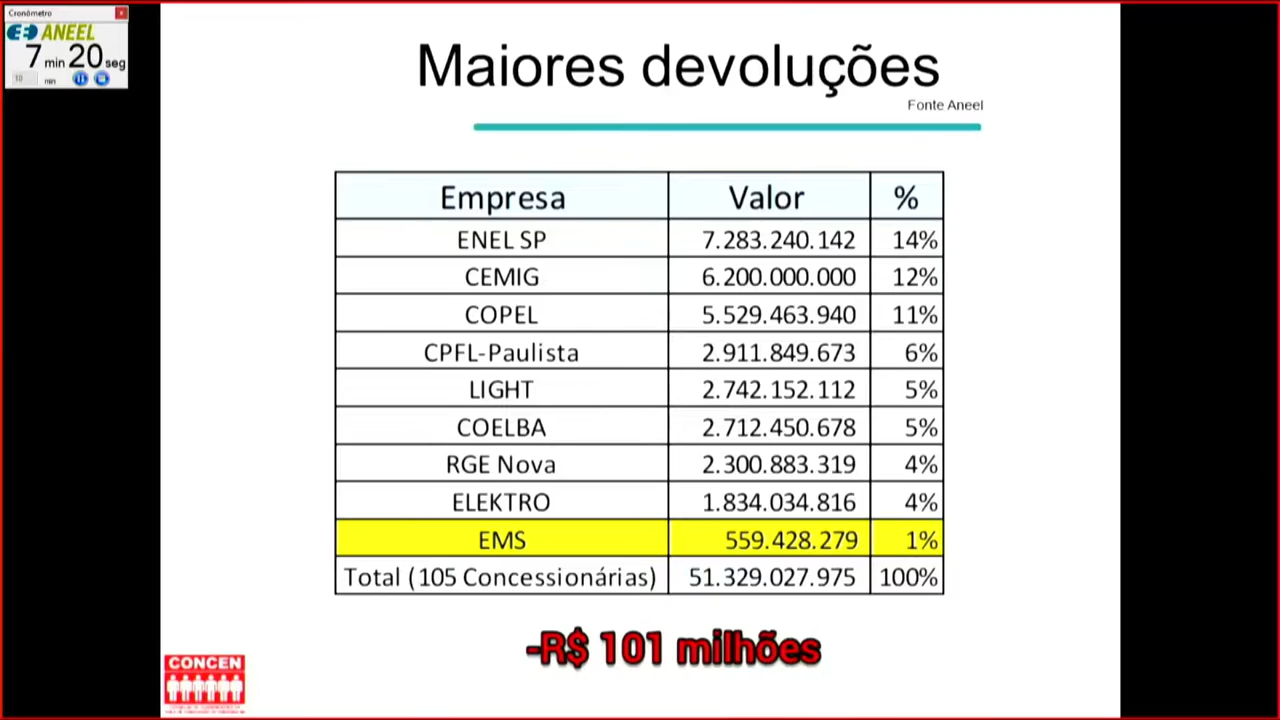 Cronômetro
ANEEL
7 min 20 seg
10 min
Maiores devoluções
Fonte Aneel
Empresa Valor %
ENEL SP 7.283.240.142 14%
CEMIG 6.200.000.000 12%
COPEL 5.529.463.940 11%
CPFL-Paulista 2.911.849.673 6%
LIGHT 2.742.152.112 5%
COELBA 2.712.450.678 5%
RGE Nova 2.300.883.319 4%
ELEKTRO 1.834.034.816 4%
EMS 559.428.279 1%
Total (105 Concessionárias) 51.329.027.975 100%
-R$ 101 milhões
CONCEN